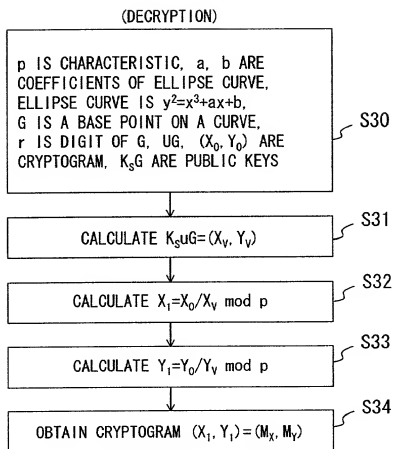 (DECRYPTION)
p IS CHARACTERISTIC, a, b ARE
COEFFICIENTS OF ELLIPSE CURVE,
ELLIPSE CURVE IS y²=x³+ax+b,
G IS A BASE POINT ON A CURVE,
r IS DIGIT OF G, UG, (X₀, Y₀) ARE
CRYPTOGRAM, KₛG ARE PUBLIC KEYS
S30
CALCULATE KₛuG=(Xᵥ, Yᵥ)
S31
CALCULATE X₁=X₀/Xᵥ mod p
S32
CALCULATE Y₁=Y₀/Yᵥ mod p
S33
OBTAIN CRYPTOGRAM (X₁, Y₁)=(Mₓ, Mᵧ)
S34